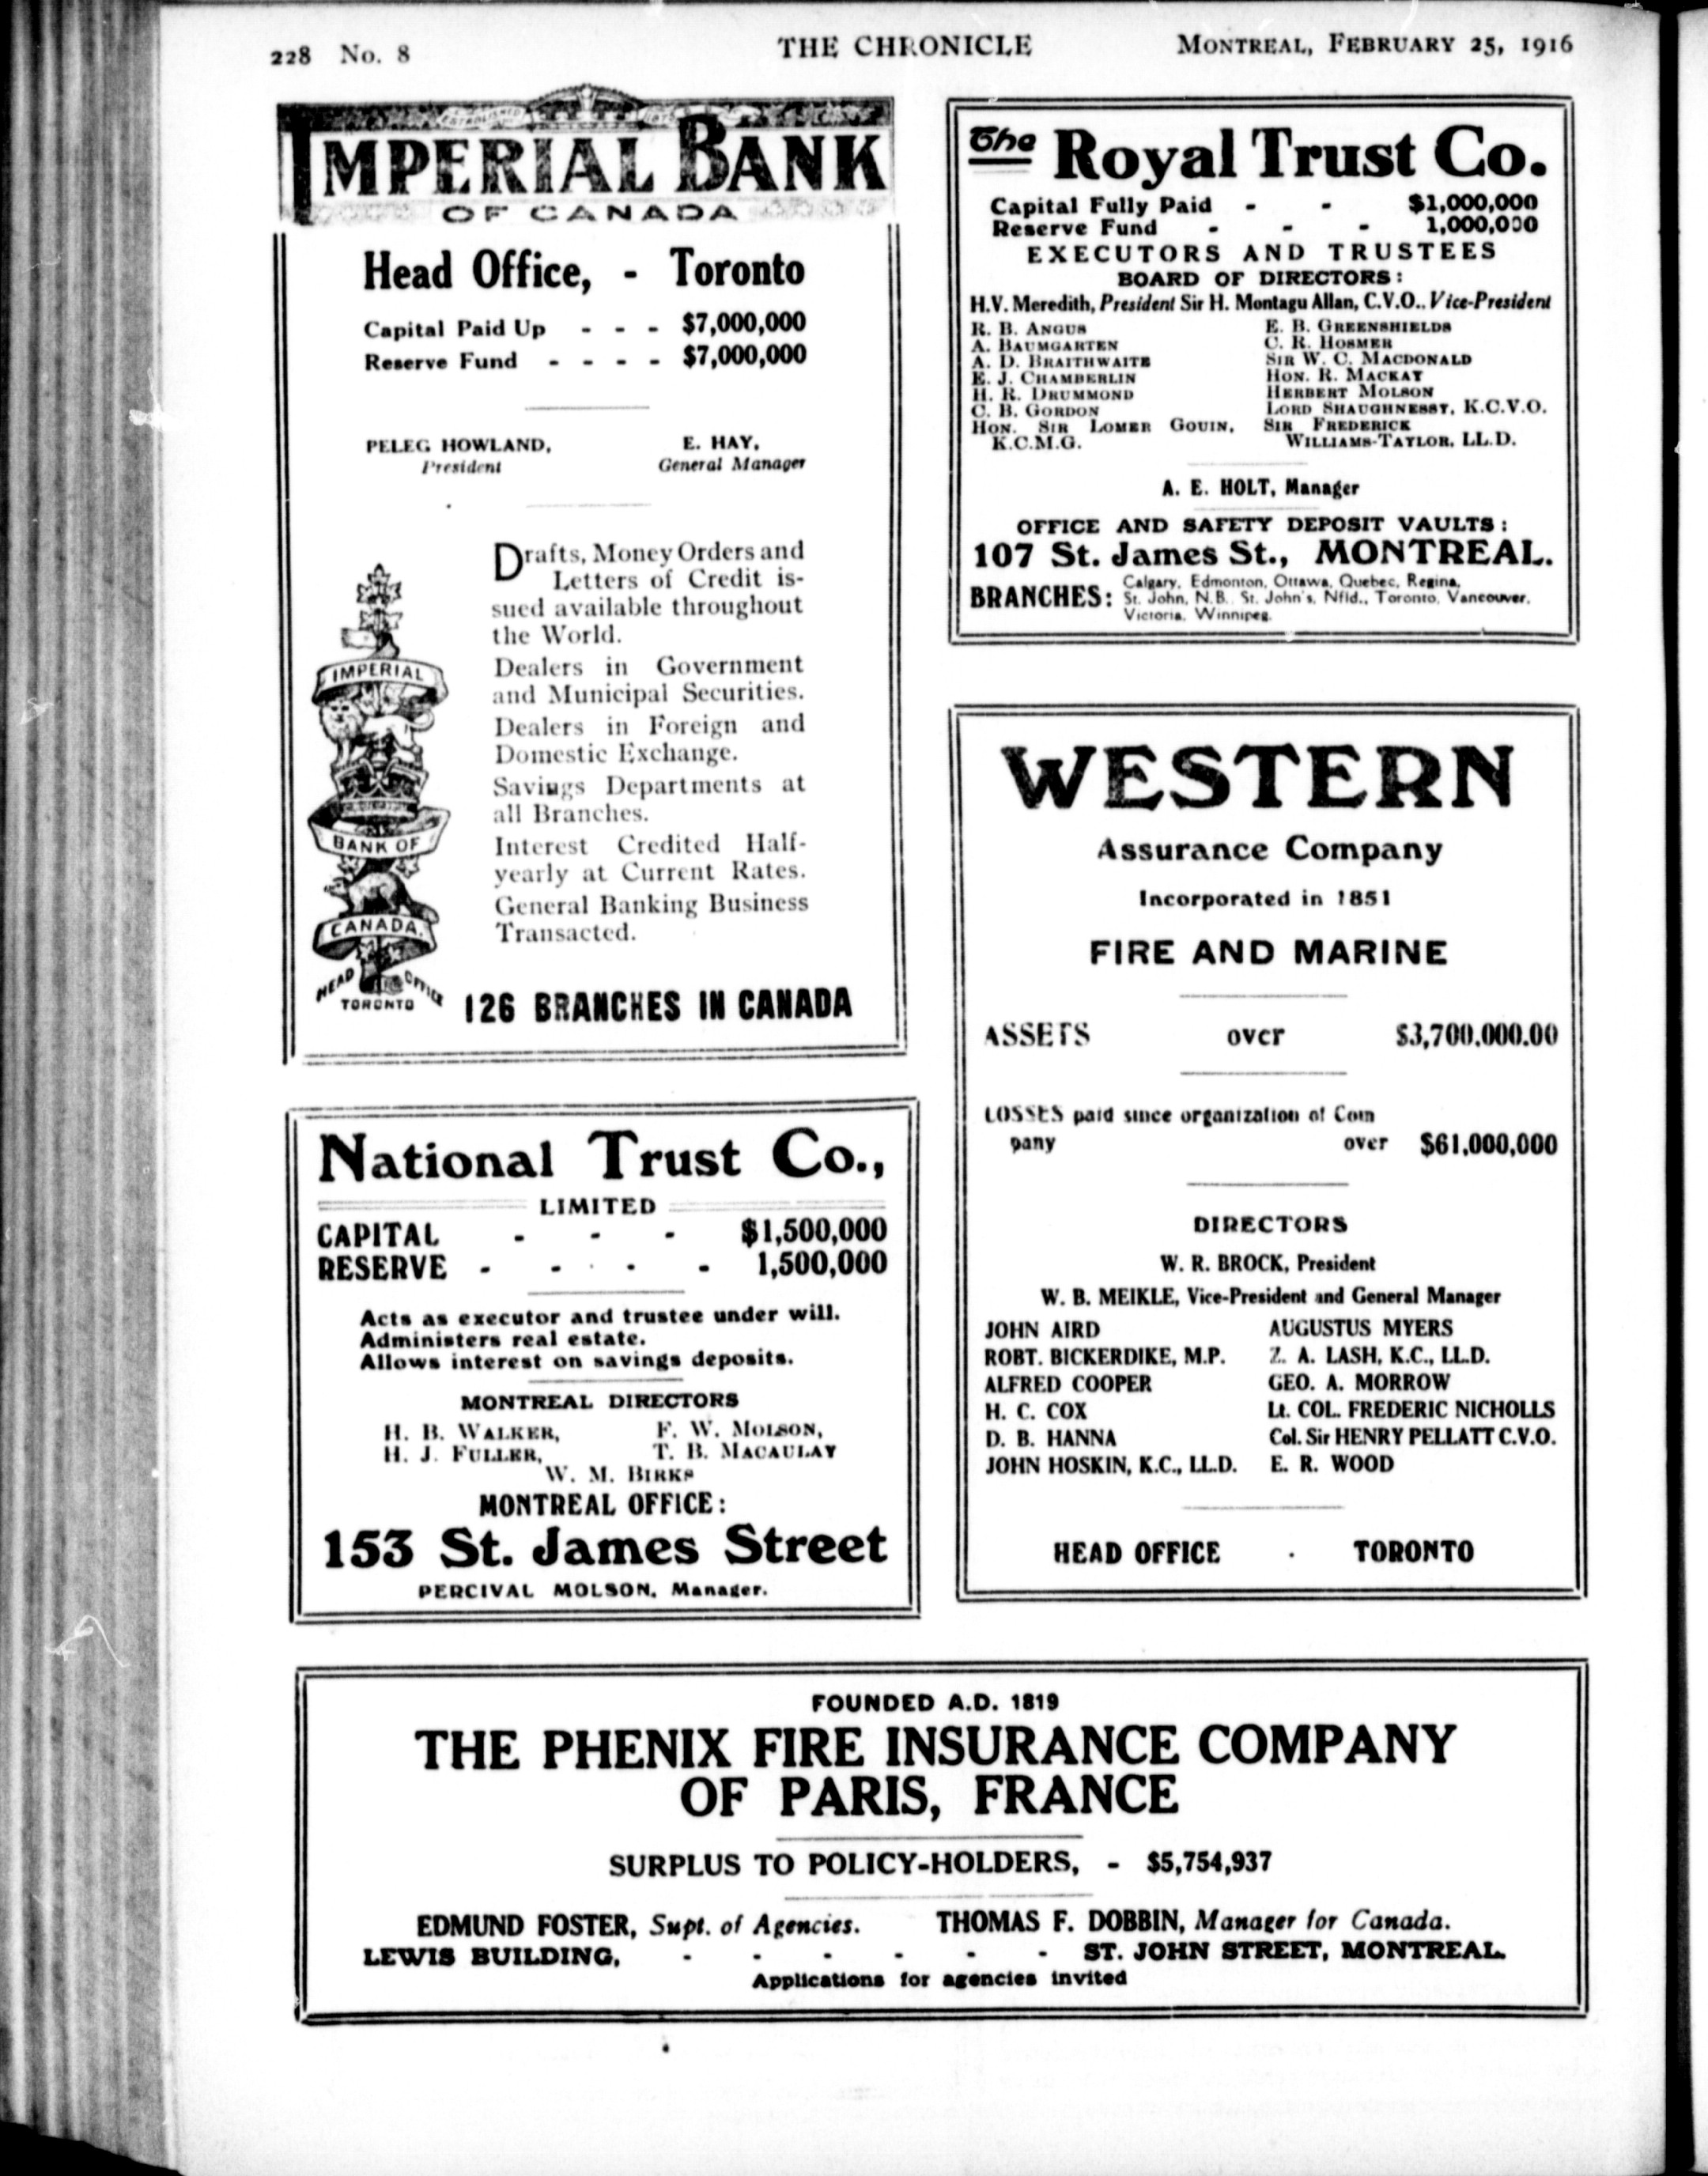 228 No. 8
THE CHRONICLE
MONTREAL, FEBRUARY 25, 1916
ESTABLISHED 1875
IMPERIAL BANK
OF CANADA
Head Office, - Toronto
Capital Paid Up - - - $7,000,000
Reserve Fund - - - - $7,000,000
PELEG HOWLAND, E. HAY,
President General Manager
Drafts, Money Orders and
Letters of Credit is-
sued available throughout
the World.
Dealers in Government
and Municipal Securities.
Dealers in Foreign and
Domestic Exchange.
Savings Departments at
all Branches.
Interest Credited Half-
yearly at Current Rates.
General Banking Business
Transacted.
IMPERIAL
BANK OF
CANADA
HEAD OFFICE
TORONTO
126 BRANCHES IN CANADA
National Trust Co.,
LIMITED
CAPITAL - - - $1,500,000
RESERVE - - - - 1,500,000
Acts as executor and trustee under will.
Administers real estate.
Allows interest on savings deposits.
MONTREAL DIRECTORS
H. B. WALKER, F. W. MOLSON,
H. J. FULLER, T. B. MACAULAY
W. M. BIRKS
MONTREAL OFFICE:
153 St. James Street
PERCIVAL MOLSON, Manager.
The Royal Trust Co.
Capital Fully Paid - - $1,000,000
Reserve Fund - - - 1,000,000
EXECUTORS AND TRUSTEES
BOARD OF DIRECTORS:
H.V. Meredith, President Sir H. Montagu Allan, C.V.O., Vice-President
R. B. ANGUS E. B. GREENSHIELDS
A. BAUMGARTEN C. R. HOSMER
A. D. BRAITHWAITE SIR W. C. MACDONALD
E. J. CHAMBERLIN HON. R. MACKAY
H. R. DRUMMOND HERBERT MOLSON
C. B. GORDON LORD SHAUGHNESSY, K.C.V.O.
HON. SIR LOMER GOUIN, SIR FREDERICK
K.C.M.G. WILLIAMS-TAYLOR, LL.D.
A. E. HOLT, Manager
OFFICE AND SAFETY DEPOSIT VAULTS:
107 St. James St., MONTREAL.
BRANCHES: Calgary, Edmonton, Ottawa, Quebec, Regina,
St. John, N.B. St. John's, Nfld., Toronto, Vancouver,
Victoria, Winnipeg.
WESTERN
Assurance Company
Incorporated in 1851
FIRE AND MARINE
ASSETS over $3,700.000.00
LOSSES paid since organization of Com
pany over $61,000,000
DIRECTORS
W. R. BROCK, President
W. B. MEIKLE, Vice-President and General Manager
JOHN AIRD AUGUSTUS MYERS
ROBT. BICKERDIKE, M.P. Z. A. LASH, K.C., LL.D.
ALFRED COOPER GEO. A. MORROW
H. C. COX Lt. COL. FREDERIC NICHOLLS
D. B. HANNA Col. Sir HENRY PELLATT C.V.O.
JOHN HOSKIN, K.C., LL.D. E. R. WOOD
HEAD OFFICE . TORONTO
FOUNDED A.D. 1819
THE PHENIX FIRE INSURANCE COMPANY
OF PARIS, FRANCE
SURPLUS TO POLICY-HOLDERS, - $5,754,937
EDMUND FOSTER, Supt. of Agencies. THOMAS F. DOBBIN, Manager for Canada.
LEWIS BUILDING, - - - - - - ST. JOHN STREET, MONTREAL.
Applications for agencies invited